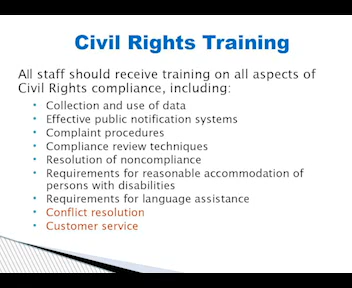 Civil Rights Training
All staff should receive training on all aspects of
Civil Rights compliance, including:
• Collection and use of data
• Effective public notification systems
• Complaint procedures
• Compliance review techniques
• Resolution of noncompliance
• Requirements for reasonable accommodation of
persons with disabilities
• Requirements for language assistance
• Conflict resolution
• Customer service